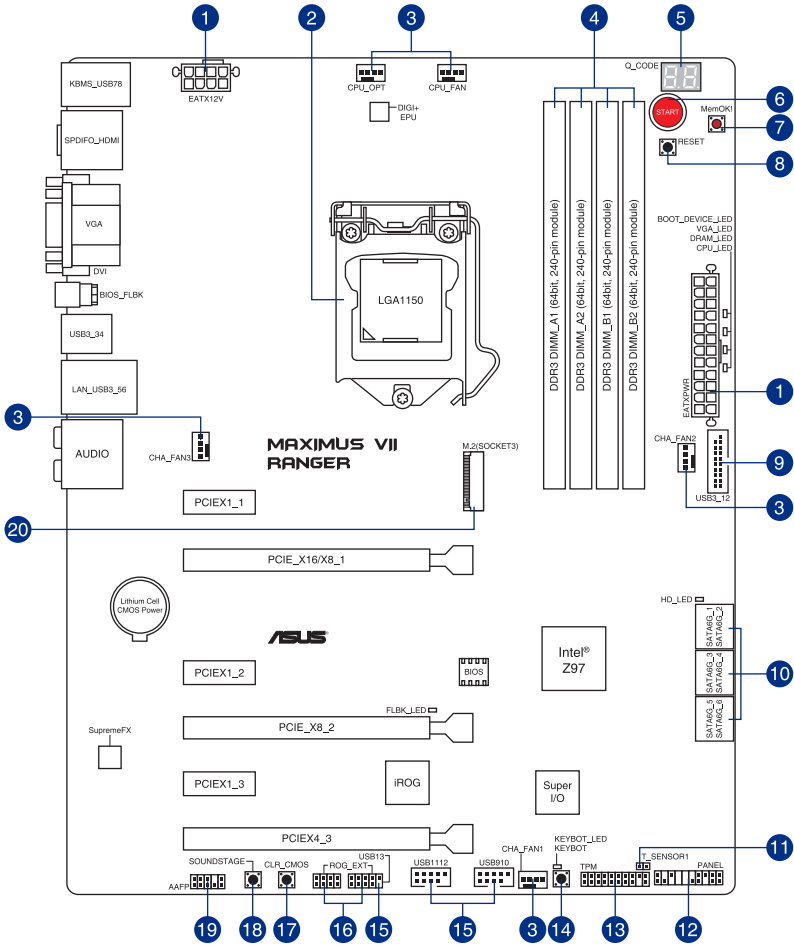 1
2
3
4
5
Q_CODE
88
KBMS_USB78
EATX12V
CPU_OPT
CPU_FAN
DIGI+
EPU
START
6
MemOK!
7
RESET
8
SPDIFO_HDMI
VGA
DVI
BIOS_FLBK
USB3_34
LAN_USB3_56
AUDIO
LGA1150
DDR3 DIMM_A1 (64bit, 240-pin module)
DDR3 DIMM_A2 (64bit, 240-pin module)
DDR3 DIMM_B1 (64bit, 240-pin module)
DDR3 DIMM_B2 (64bit, 240-pin module)
BOOT_DEVICE_LED
VGA_LED
DRAM_LED
CPU_LED
EATXPWR
1
3
CHA_FAN3
MAXIMUS VII
RANGER
M.2(SOCKET3)
CHA_FAN2
USB3_12
9
3
20
PCIEX1_1
PCIE_X16/X8_1
Lithium Cell
CMOS Power
ASUS
HD_LED
SATA6G_1
SATA6G_2
SATA6G_3
SATA6G_4
SATA6G_5
SATA6G_6
10
Intel®
Z97
PCIEX1_2
BIOS
FLBK_LED
PCIE_X8_2
SupremeFX
PCIEX1_3
iROG
Super
I/O
PCIEX4_3
11
SOUNDSTAGE
CLR_CMOS
ROG_EXT
USB13
USB1112
USB910
CHA_FAN1
KEYBOT_LED
KEYBOT
TPM
T_SENSOR1
PANEL
AAFP
19
18
17
16
15
15
3
14
13
12